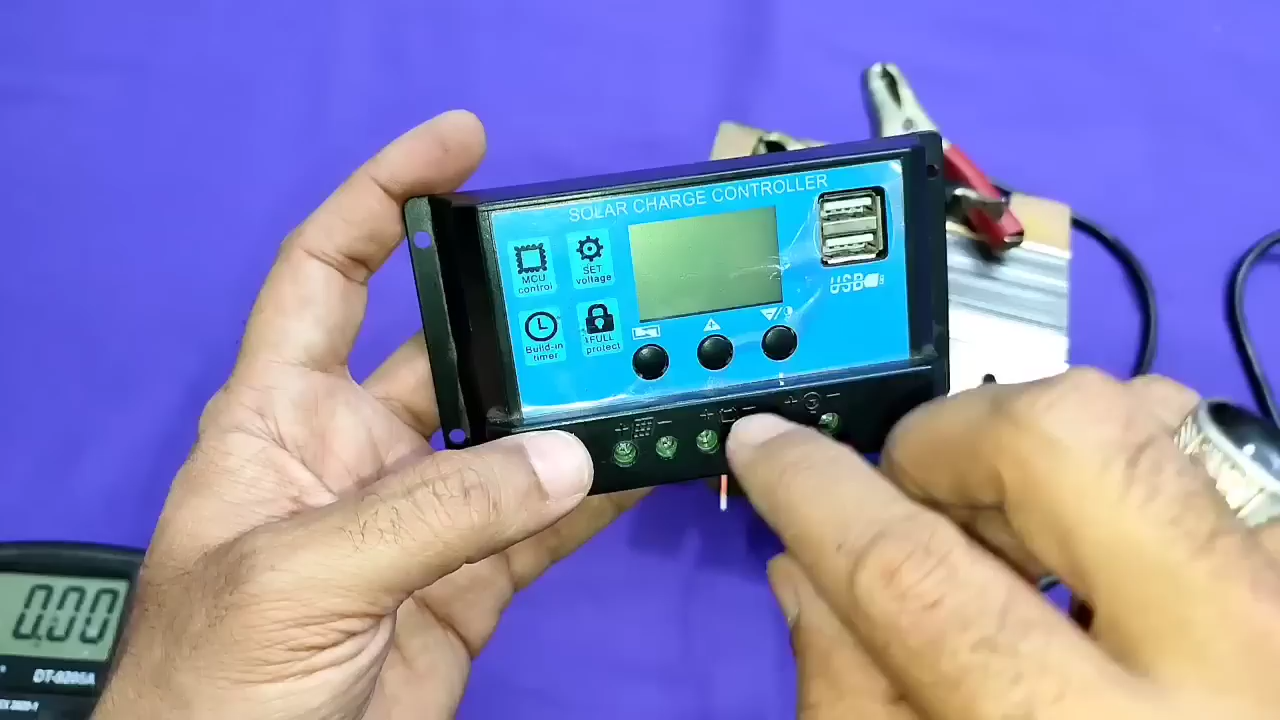 SOLAR CHARGE CONTROLLER
MCU
control
SET
voltage
Build-in
timer
FULL
protect
USB
0.00
DT-9205A